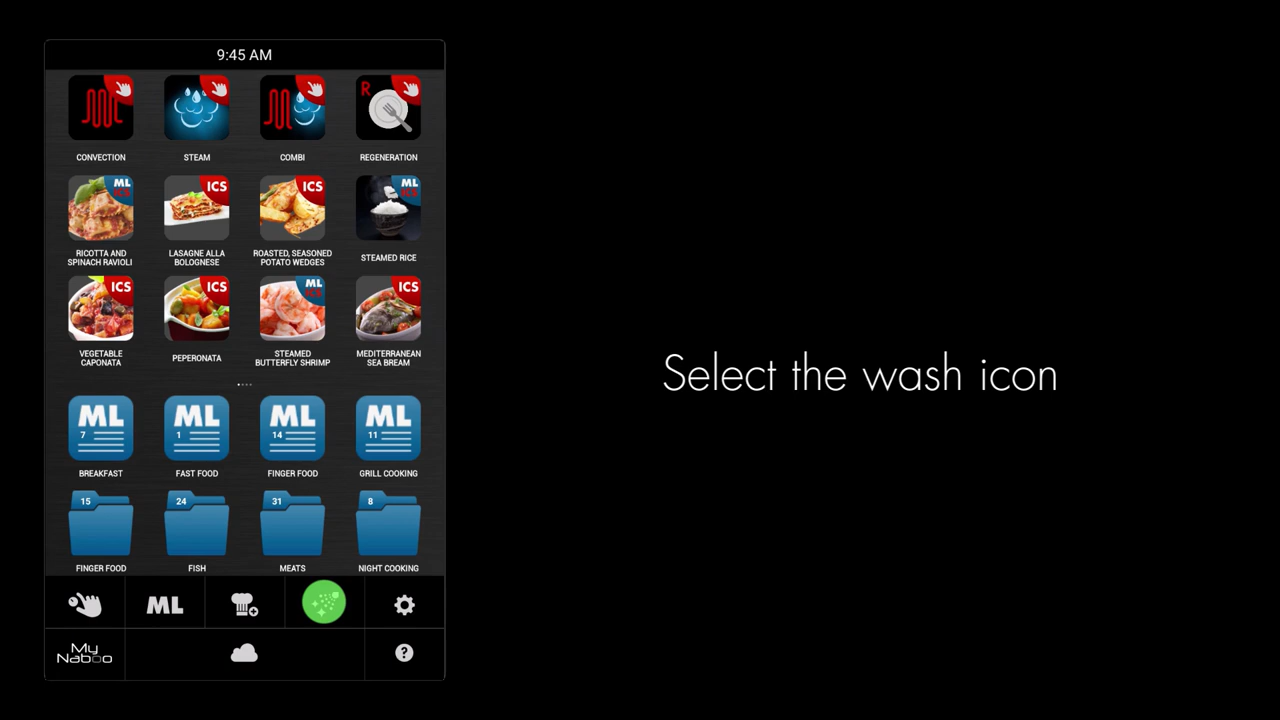 9:45 AM
R
CONVECTION
STEAM
COMBI
REGENERATION
ML
ICS
ICS
ICS
ML
ICS
RICOTTA AND
SPINACH RAVIOLI
LASAGNE ALLA
BOLOGNESE
ROASTED, SEASONED
POTATO WEDGES
STEAMED RICE
ICS
ICS
ML
ICS
ICS
VEGETABLE
CAPONATA
PEPERONATA
STEAMED
BUTTERFLY SHRIMP
MEDITERRANEAN
SEA BREAM
Select the wash icon
ML
7
ML
1
ML
14
ML
11
BREAKFAST
FAST FOOD
FINGER FOOD
GRILL COOKING
15
24
31
8
FINGER FOOD
FISH
MEATS
NIGHT COOKING
ML
My
Naboo
?